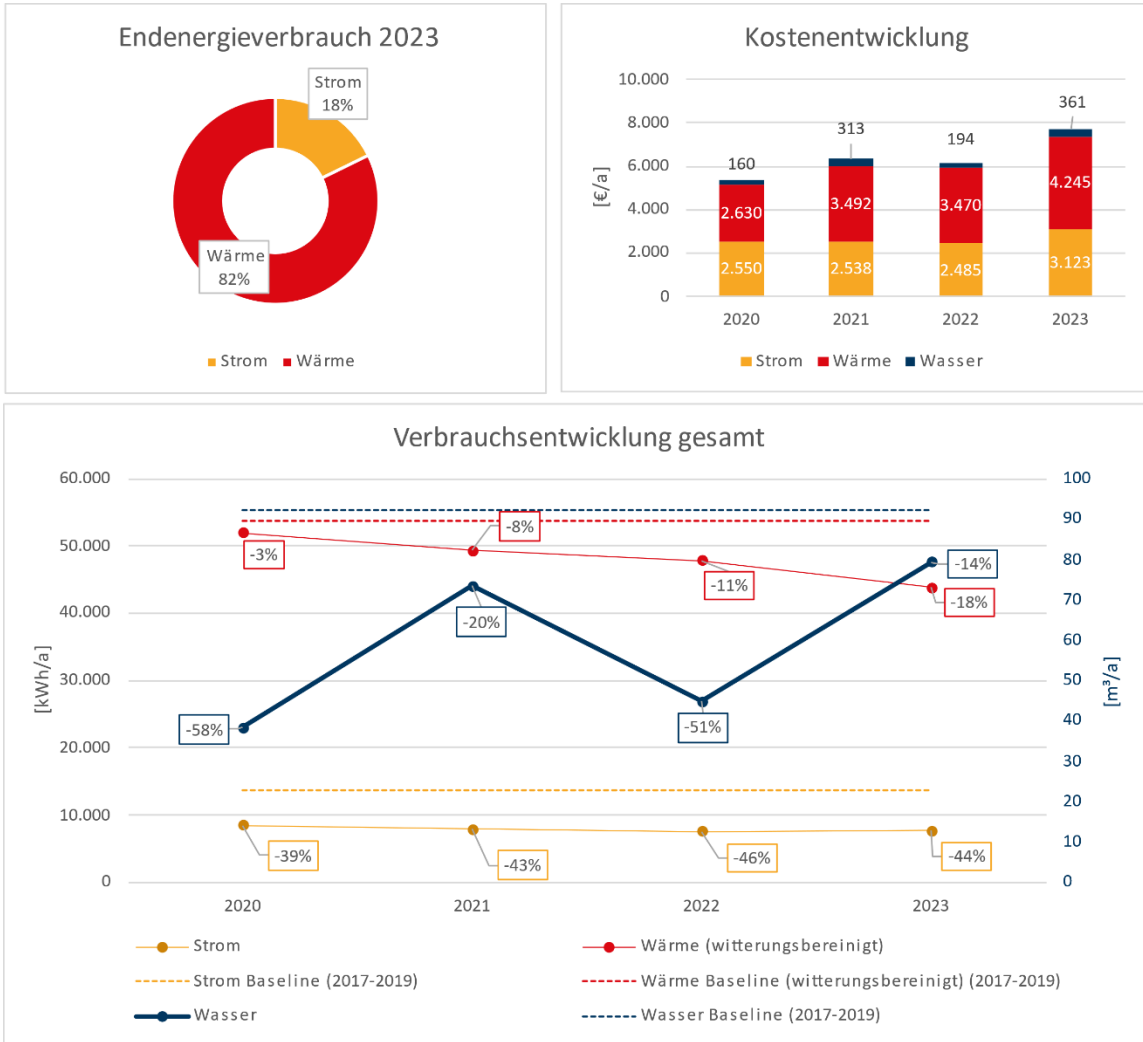 Endenergieverbrauch 2023
Strom
18%
Wärme
82%
Strom Wärme
Kostenentwicklung
[€/a]
10.000
8.000
6.000
4.000
2.000
0
160
313
194
361
2.630
3.492
3.470
4.245
2.550
2.538
2.485
3.123
2020 2021 2022 2023
Strom Wärme Wasser
Verbrauchsentwicklung gesamt
[kWh/a]
60.000
50.000
40.000
30.000
20.000
10.000
0
[m³/a]
100
90
80
70
60
50
40
30
20
10
0
-3%
-8%
-11%
-18%
-58%
-20%
-51%
-14%
-39%
-43%
-46%
-44%
2020 2021 2022 2023
Strom
Wärme (witterungsbereinigt)
Strom Baseline (2017-2019)
Wärme Baseline (witterungsbereinigt) (2017-2019)
Wasser
Wasser Baseline (2017-2019)